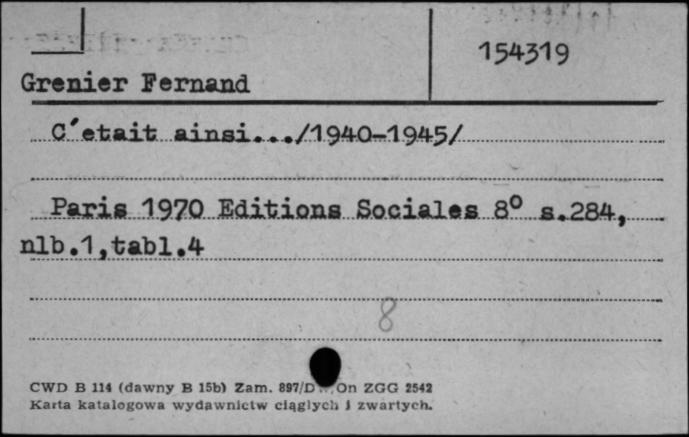 154319
Grenier Fernand
C'etait ainsi.../1940-1945/
Paris 1970 Editions Sociales 8° s.284,
nlb.1,tabl.4
8
CWD B 114 (dawny B 15b) Zam. 897/D On ZGG 2542
Karta katalogowa wydawnictw ciągłych i zwartych.